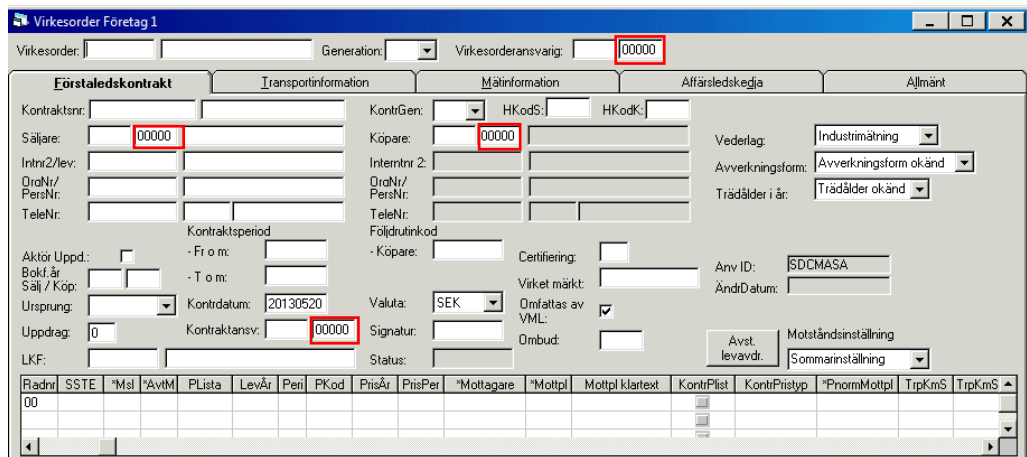 Virkesorder Företag 1
Virkesorder: Generation: Virkesorderansvarig: 00000
Förstaledskontrakt Transportinformation Mätinformation Affärsledskedja Allmänt
Kontraktsnr: KontrGen: HKodS: HKodK:
Säljare: 00000 Köpare: 00000 Vederlag: Industrimätning
Intnr2/lev: Interntnr 2: Avverkningsform: Avverkningsform okänd
OrgNr/ PersNr: OrgNr/ PersNr: Trädålder i år: Trädålder okänd
TeleNr: TeleNr:
Kontraktsperiod Följdrutinkod
Aktör Uppd.: - Fr o m: - Köpare: Certifiering:
Bokf.år Sälj / Köp: - T o m: Virket märkt: Anv ID: SDCMASA
ÄndrDatum:
Ursprung: Kontrdatum: 20130520 Valuta: SEK Omfattas av VML:
Uppdrag: 0 Kontraktansv: 00000 Signatur: Ombud: Avst. levavdr. Motståndsinställning
LKF: Status: Sommarinställning
Radnr SSTE *Msl *AvtM PLista LevÅr Peri PKod PrisÅr PrisPer *Mottagare *Mottpl Mottpl klartext KontrPlist KontrPristyp *PnormMottpl TrpKmS TrpKmS
00